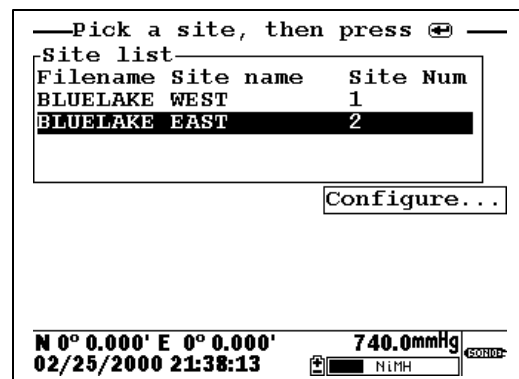 Pick a site, then press
Site list
Filename Site name Site Num
BLUELAKE WEST 1
BLUELAKE EAST 2
Configure...
N 0° 0.000' E 0° 0.000' 740.0mmHg
02/25/2000 21:38:13 NiMH
SONDE